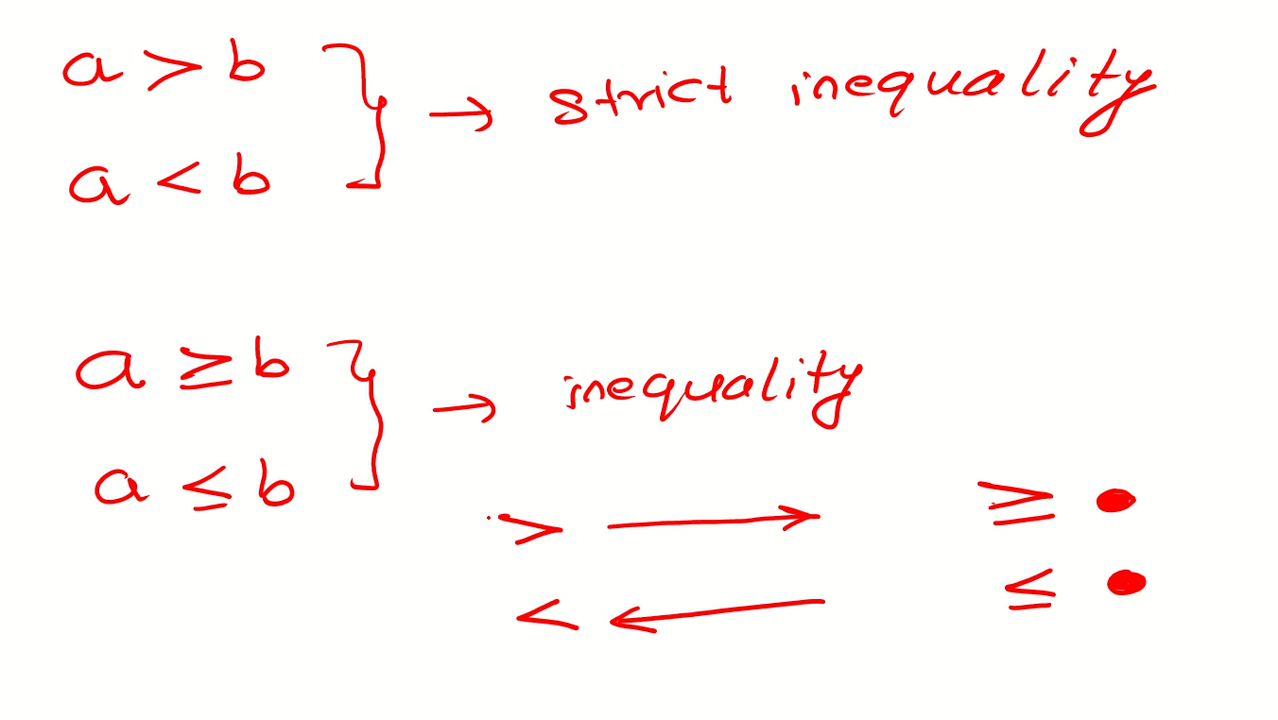 a > b } → strict inequality
a < b
a ≥ b } → inequality
a ≤ b
> → ≥ ●
< ← ≤ ●